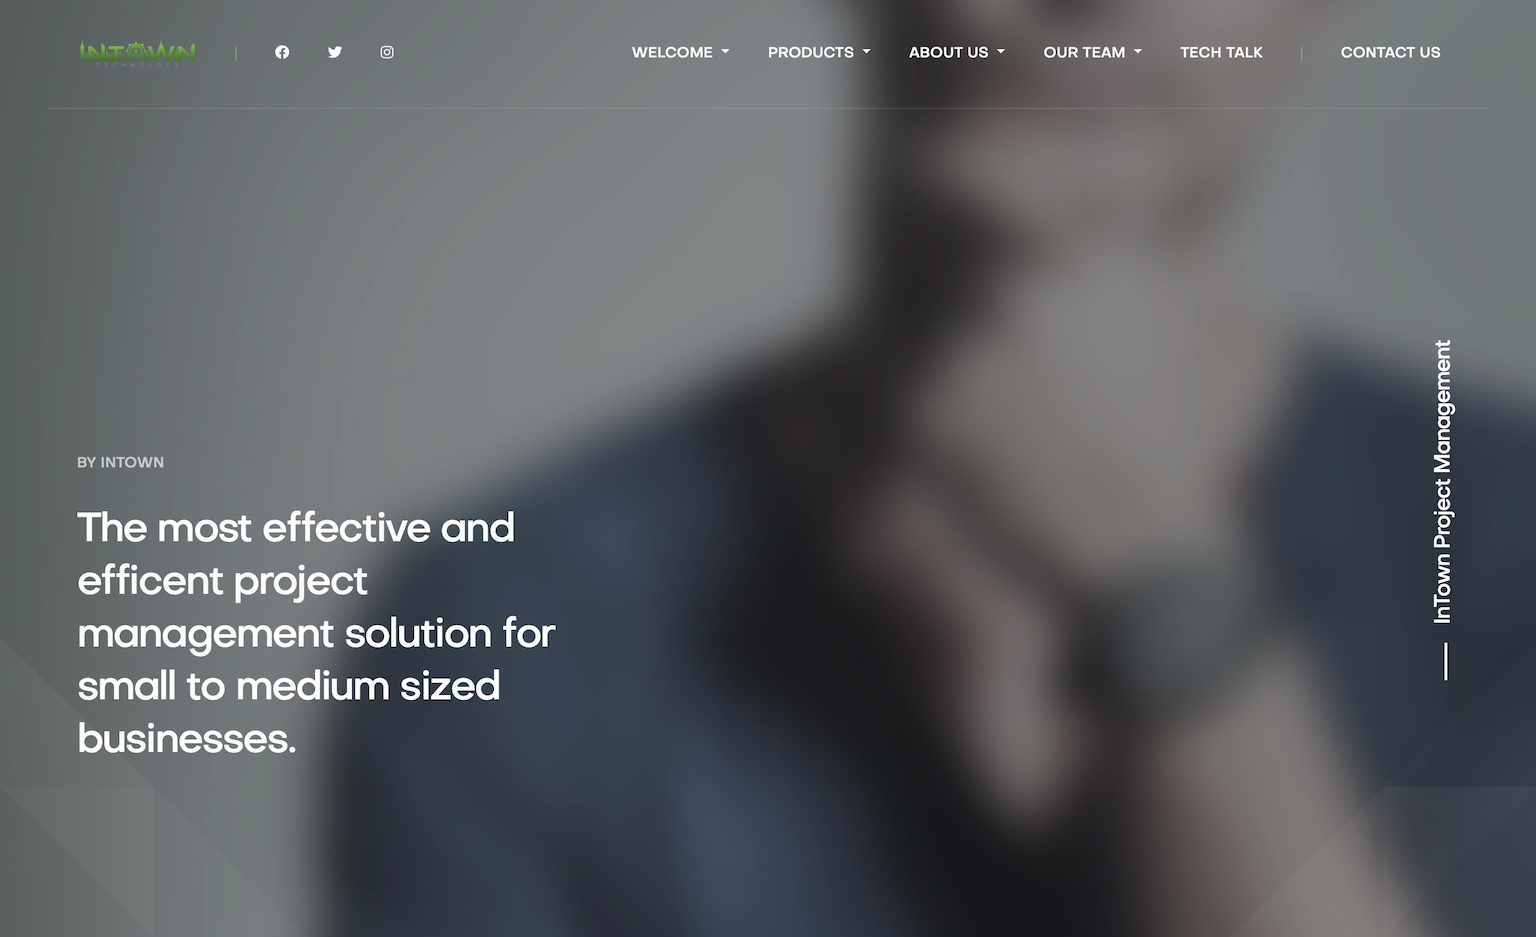 INTOWN
TECHNOLOGY
WELCOME
PRODUCTS
ABOUT US
OUR TEAM
TECH TALK
CONTACT US
BY INTOWN
The most effective and
efficent project
management solution for
small to medium sized
businesses.
InTown Project Management